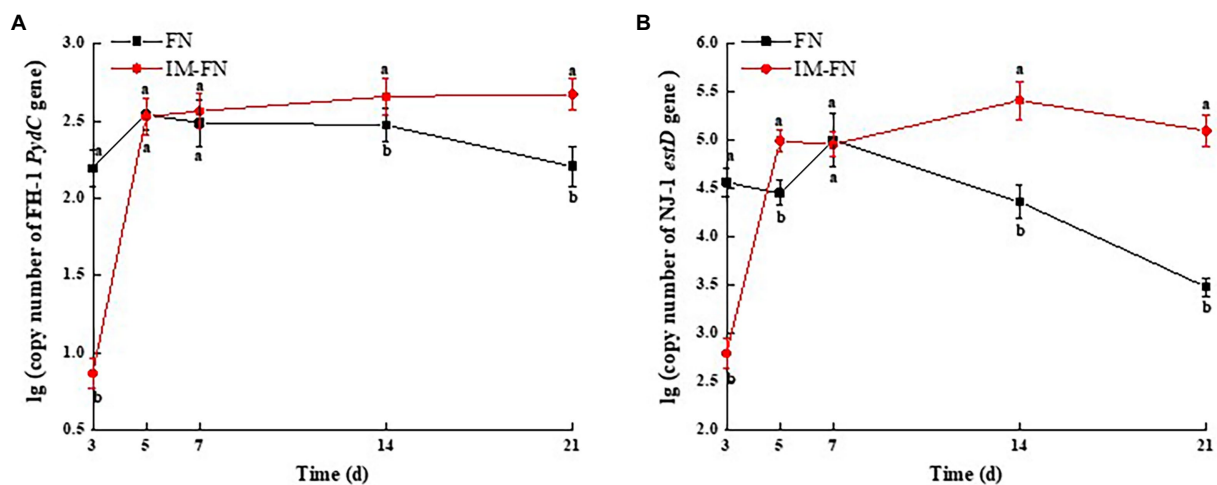 A
FN
IM-FN
lg (copy number of FH-1 PydC gene)
3.0
2.5
2.0
1.5
1.0
0.5
a
a
a
a
a
a
b
a
b
b
3
5
7
14
21
Time (d)
B
FN
IM-FN
lg (copy number of NJ-1 estD gene)
6.0
5.5
5.0
4.5
4.0
3.5
3.0
2.5
2.0
a
a
a
a
a
a
b
b
b
b
3
5
7
14
21
Time (d)